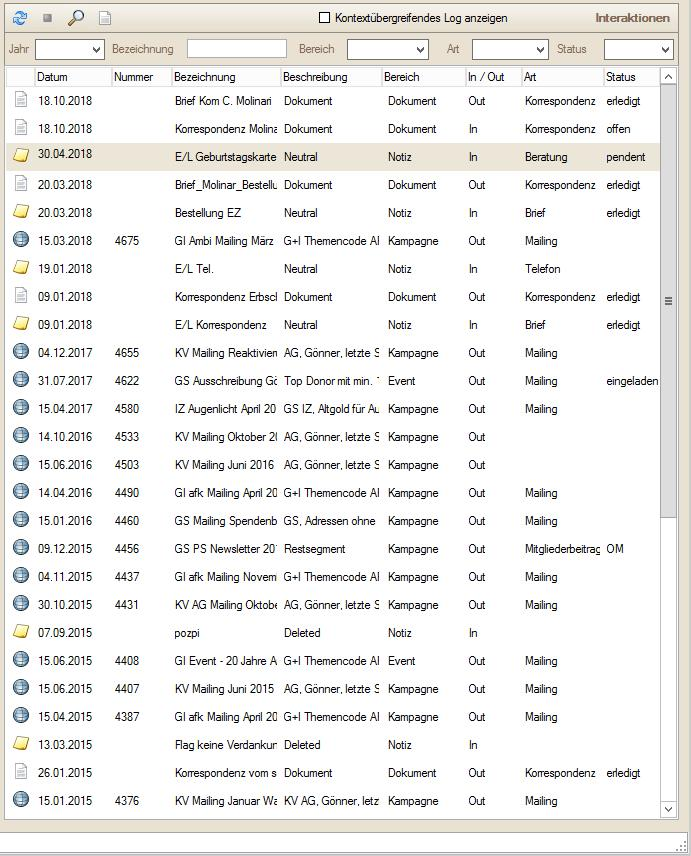 Kontextübergreifendes Log anzeigen Interaktionen
Jahr Bezeichnung Bereich Art Status
Datum Nummer Bezeichnung Beschreibung Bereich In / Out Art Status
18.10.2018 Brief Kom C. Molinari Dokument Dokument Out Korrespondenz erledigt
18.10.2018 Korrespondenz Molina Dokument Dokument In Korrespondenz offen
30.04.2018 E/L Geburtstagskarte Neutral Notiz In Beratung pendent
20.03.2018 Brief_Molinar_Bestellu Dokument Dokument Out Korrespondenz erledigt
20.03.2018 Bestellung EZ Neutral Notiz In Brief erledigt
15.03.2018 4675 GI Ambi Mailing März G+I Themencode Al Kampagne Out Mailing
19.01.2018 E/L Tel. Neutral Notiz In Telefon
09.01.2018 Korrespondenz Erbscl Dokument Dokument Out Korrespondenz erledigt
09.01.2018 E/L Korrespondenz Neutral Notiz In Brief erledigt
04.12.2017 4655 KV Mailing Reaktivieru AG, Gönner, letzte S Kampagne Out Mailing
31.07.2017 4622 GS Ausschreibung Gö Top Donor mit min. Event Out Mailing eingeladen
15.04.2017 4580 IZ Augenlicht April 20 GS IZ, Altgold für Au Kampagne Out Mailing
14.10.2016 4533 KV Mailing Oktober 20 AG, Gönner, letzte S Kampagne Out
15.06.2016 4503 KV Mailing Juni 2016 AG, Gönner, letzte S Kampagne Out
14.04.2016 4490 GI afk Mailing April 20 G+I Themencode Al Kampagne Out Mailing
15.01.2016 4460 GS Mailing Spendenb GS, Adressen ohne Kampagne Out Mailing
09.12.2015 4456 GS PS Newsletter 20 Restsegment Kampagne Out Mitgliederbeitrag OM
04.11.2015 4437 GI afk Mailing Novem G+I Themencode Al Kampagne Out Mailing
30.10.2015 4431 KV AG Mailing Oktobe AG, Gönner, letzte S Kampagne Out Mailing
07.09.2015 pozpi Deleted Notiz In
15.06.2015 4408 GI Event - 20 Jahre A G+I Themencode Al Event Out Mailing
15.06.2015 4407 KV Mailing Juni 2015 AG, Gönner, letzte S Kampagne Out Mailing
15.04.2015 4387 GI afk Mailing April 20 G+I Themencode Al Kampagne Out Mailing
13.03.2015 Flag keine Verdankun Deleted Notiz In
26.01.2015 Korrespondenz vom s Dokument Dokument Out Korrespondenz erledigt
15.01.2015 4376 KV Mailing Januar Wa KV AG, Gönner, letz Kampagne Out Mailing